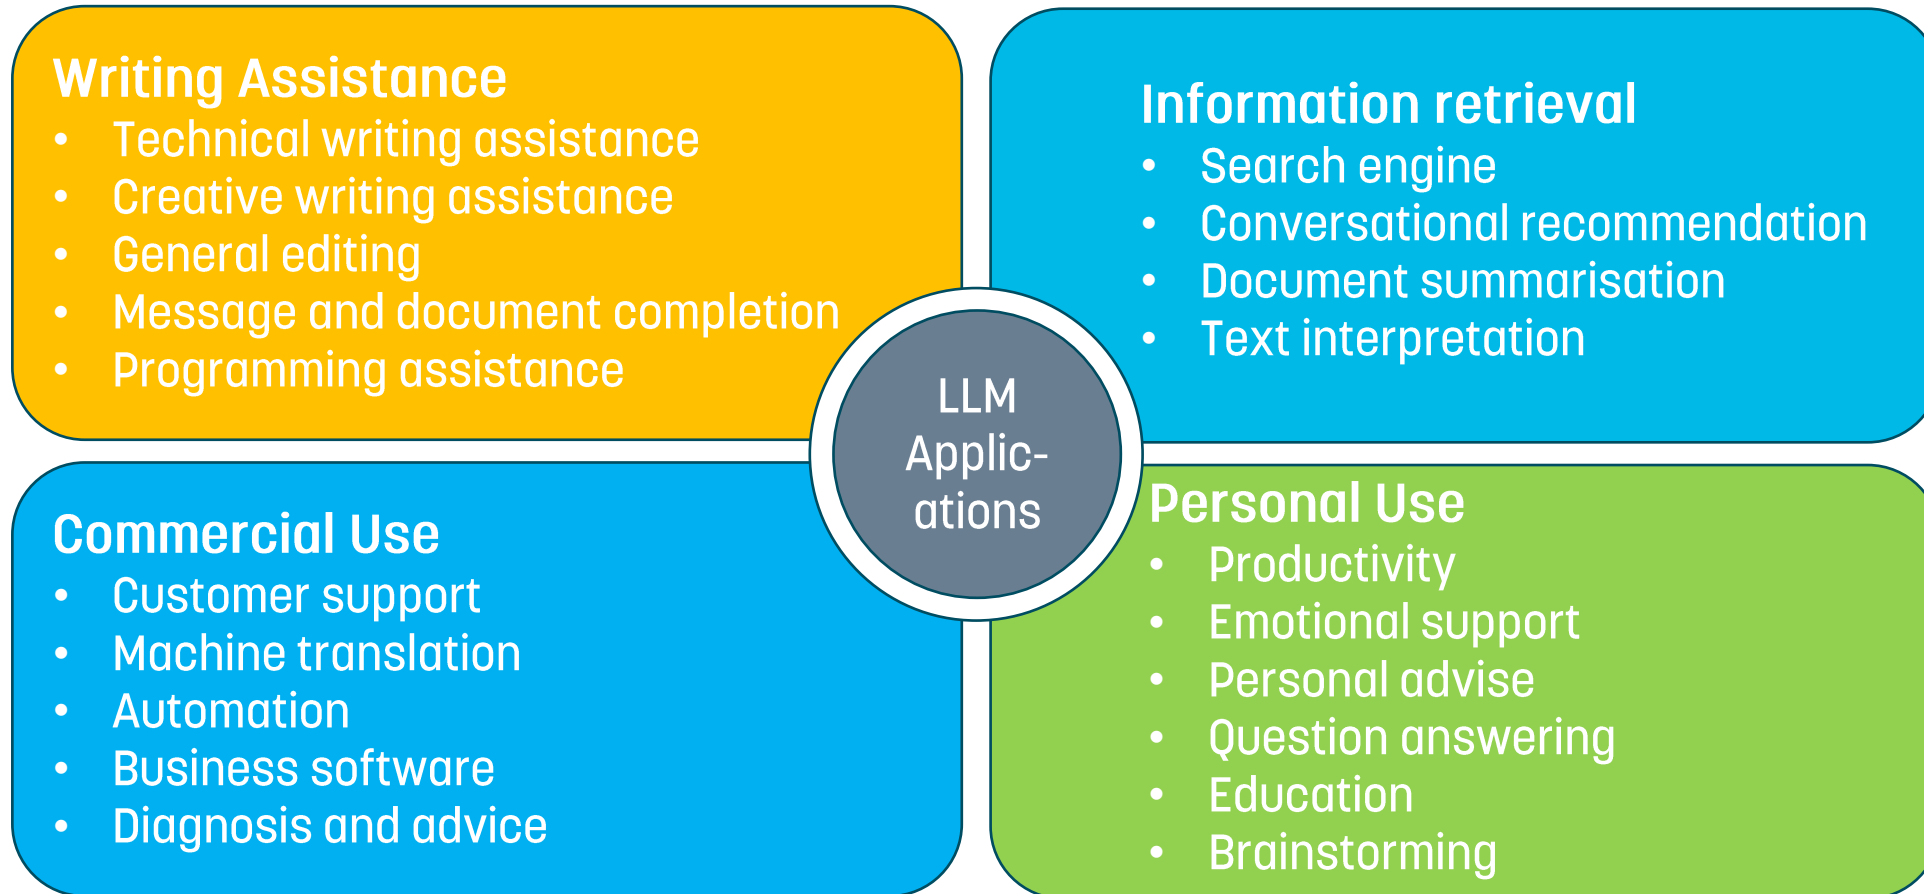 Writing Assistance
• Technical writing assistance
• Creative writing assistance
• General editing
• Message and document completion
• Programming assistance
Information retrieval
• Search engine
• Conversational recommendation
• Document summarisation
• Text interpretation
LLM
Applic-
ations
Commercial Use
• Customer support
• Machine translation
• Automation
• Business software
• Diagnosis and advice
Personal Use
• Productivity
• Emotional support
• Personal advise
• Question answering
• Education
• Brainstorming